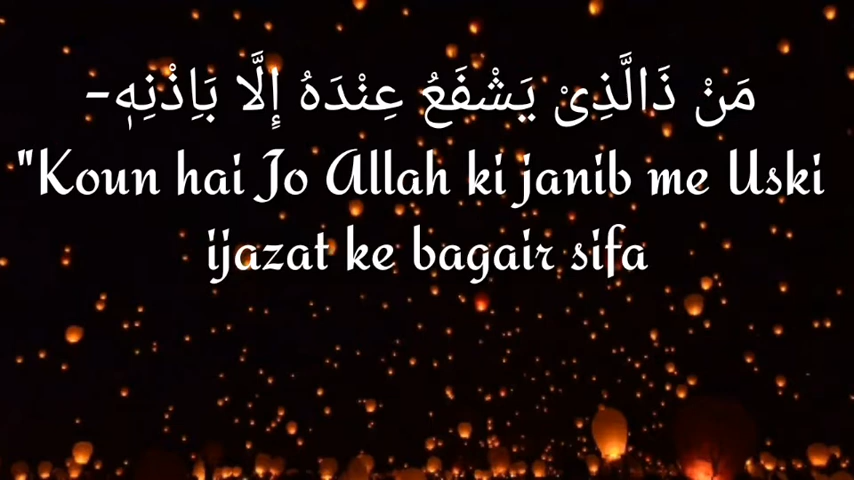 مَنْ ذَالَّذِىْ يَشْفَعُ عِنْدَهُ إِلَّا بَاِذْنِهٖ-
"Koun hai Jo Allah ki janib me Uski
ijazat ke bagair sifa